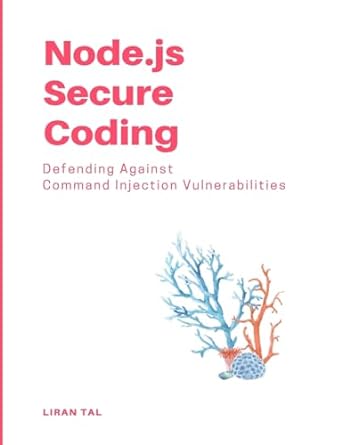 Node.js
Secure
Coding
Defending Against
Command Injection Vulnerabilities
LIRAN TAL